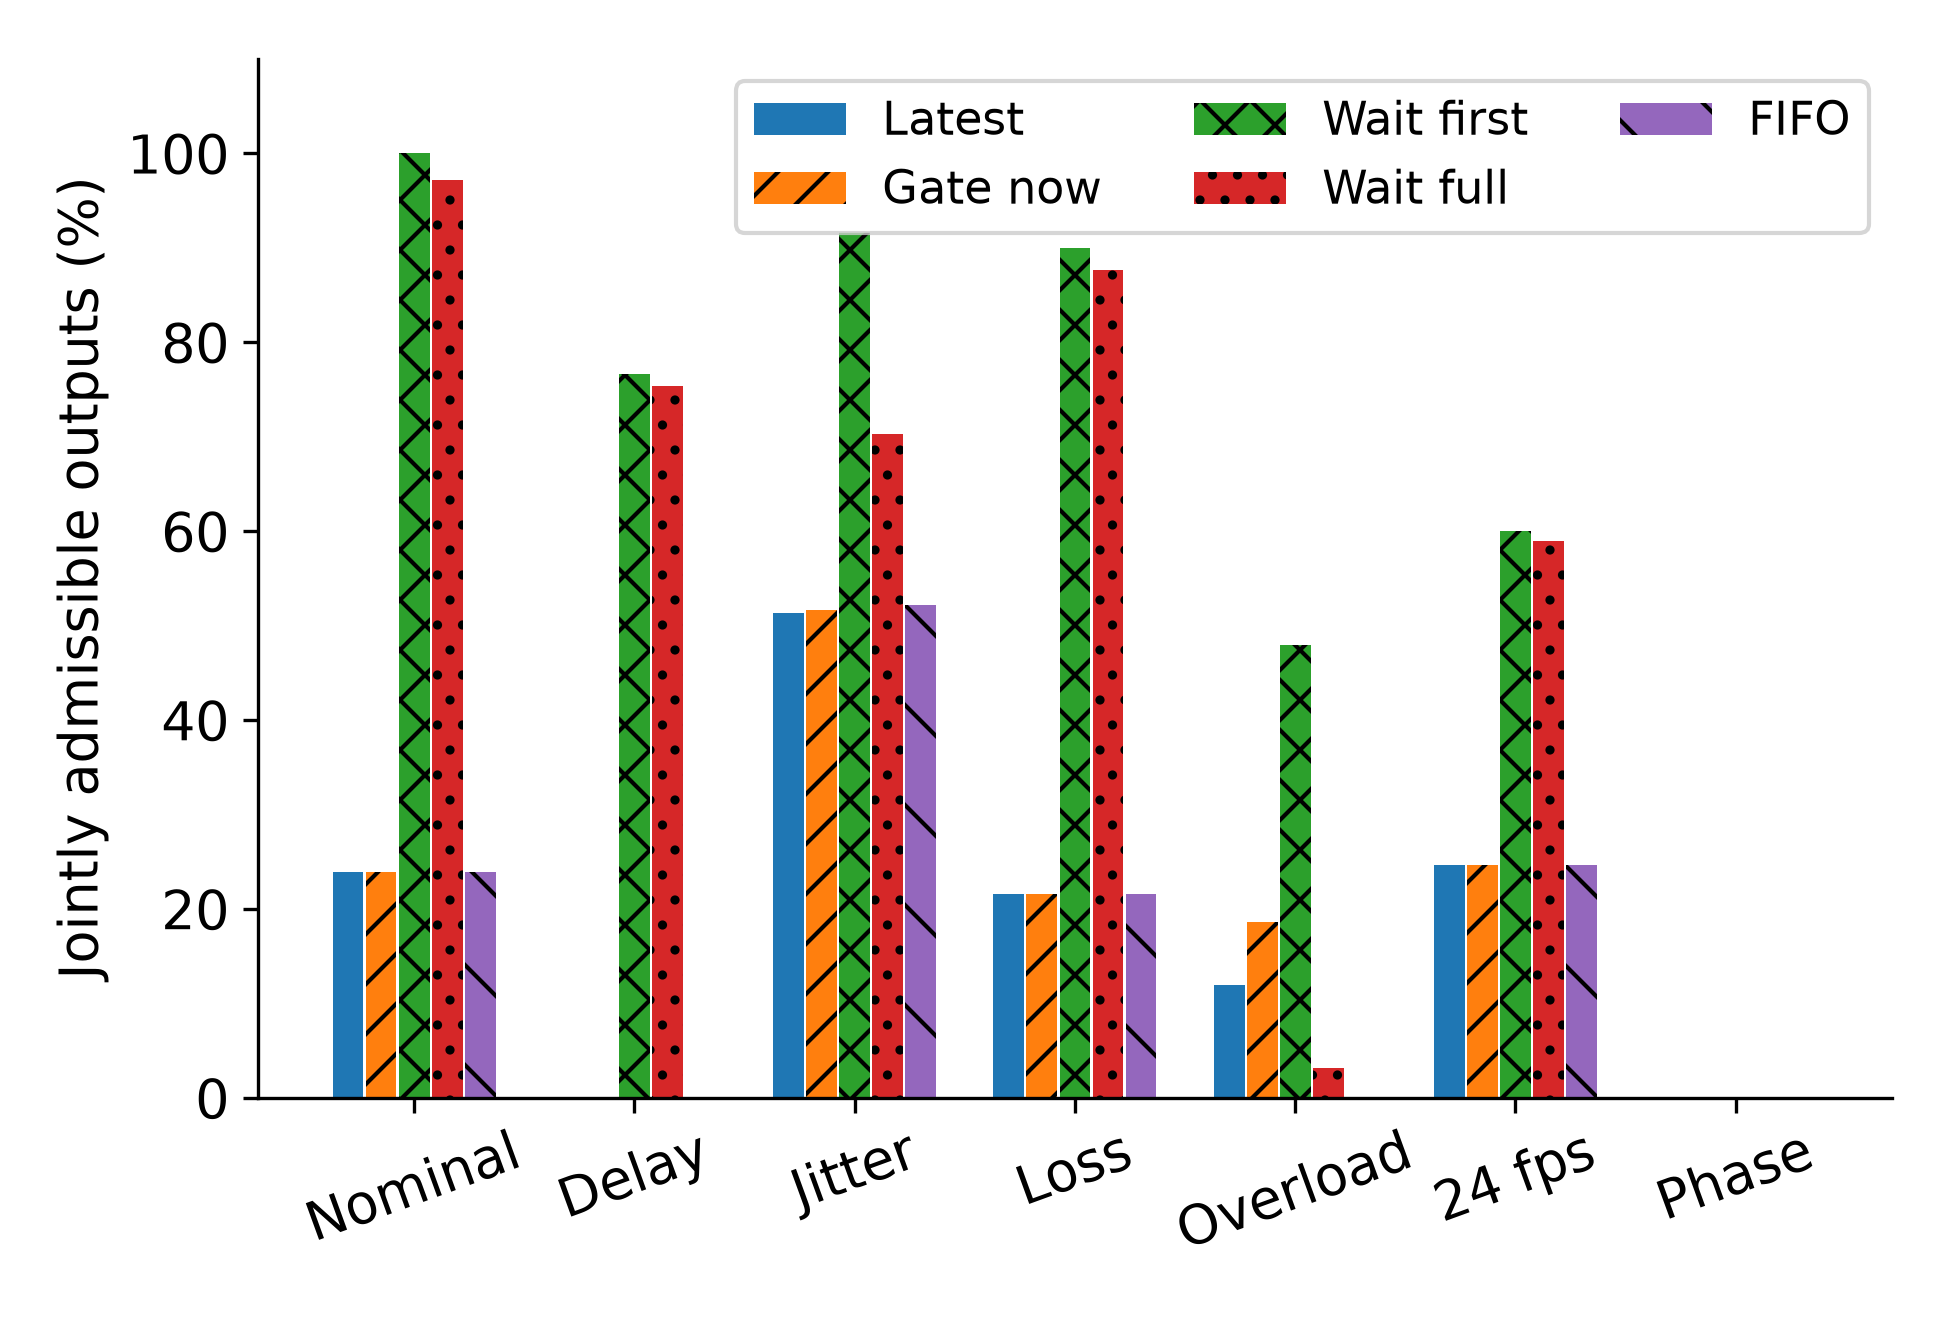 Jointly admissible outputs (%)
100
80
60
40
20
0
Latest
Gate now
Wait first
Wait full
FIFO
Nominal
Delay
Jitter
Loss
Overload
24 fps
Phase